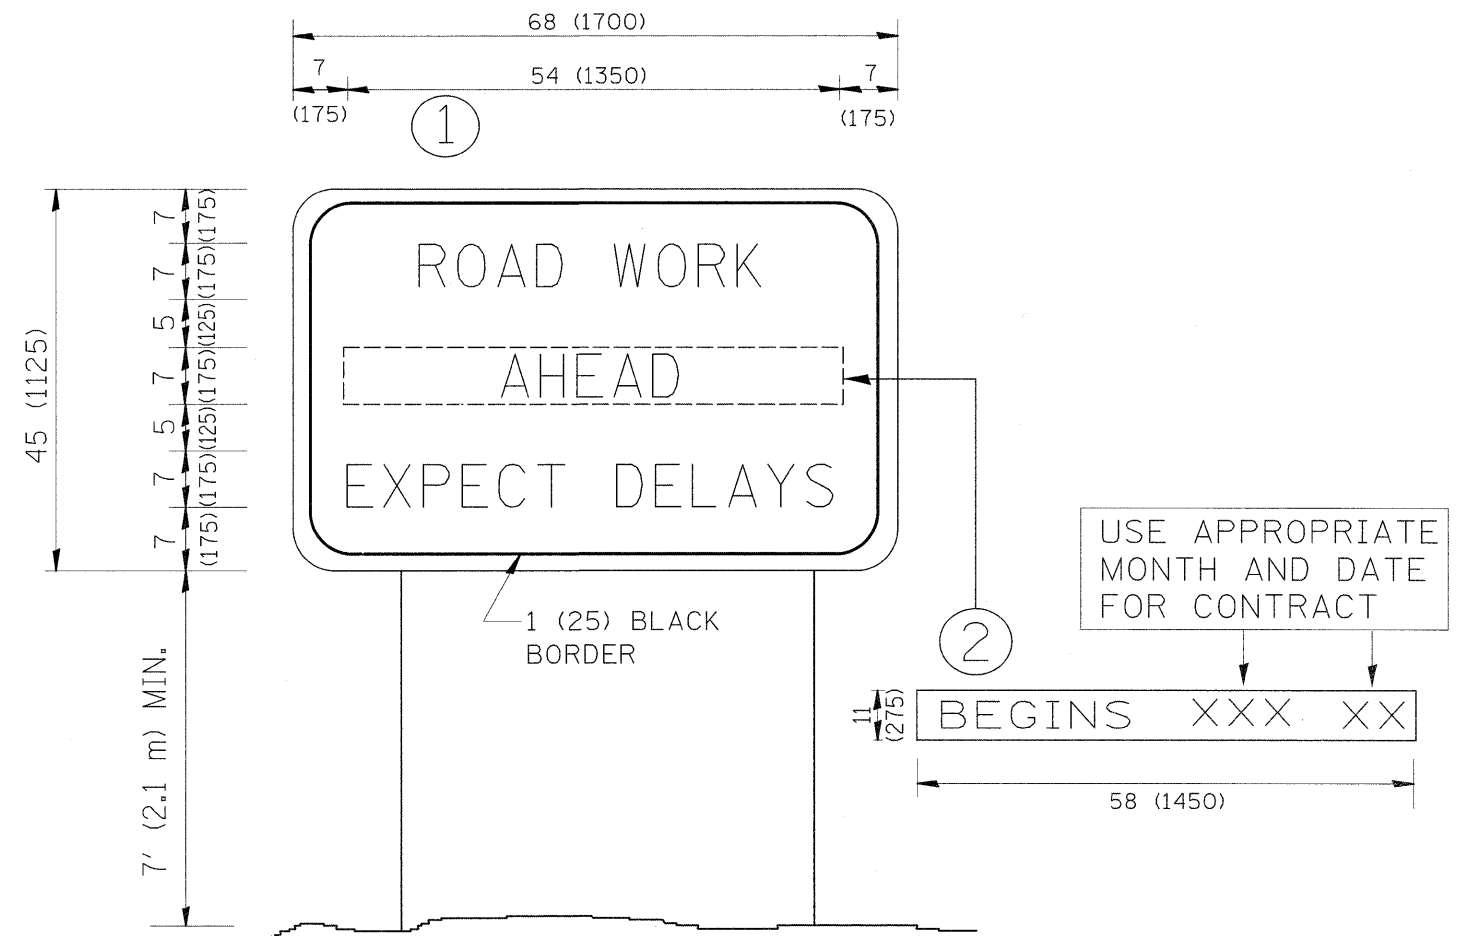 68 (1700)
7
54 (1350)
7
(175)
(175)
1
7
(175)
7
(175)
5
(125)
7
(175)
5
(125)
7
(175)
7
(175)
45 (1125)
ROAD WORK
AHEAD
EXPECT DELAYS
1 (25) BLACK
BORDER
7' (2.1 m) MIN.
2
USE APPROPRIATE
MONTH AND DATE
FOR CONTRACT
11
(275)
BEGINS XXX XX
58 (1450)